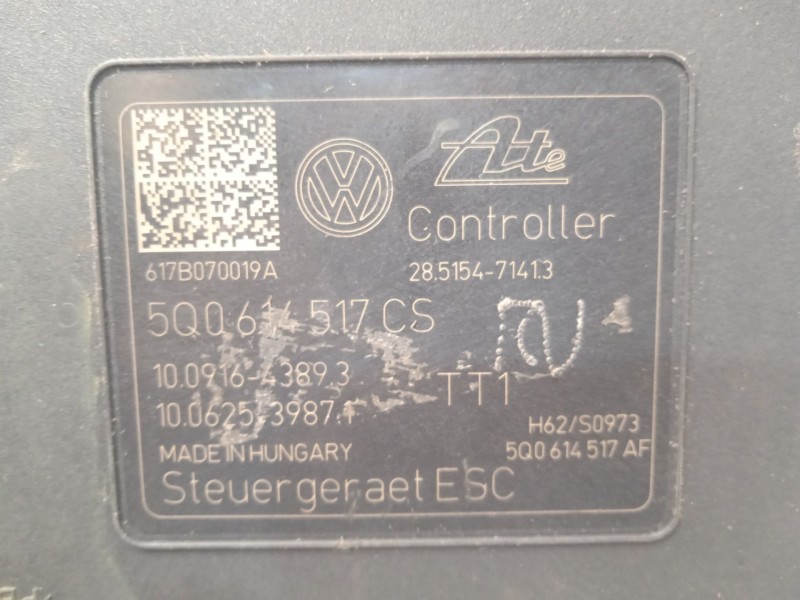 Ate
Controller
617B070019A
28.5154-7141.3
5Q0 614 517 CS
10.0916-4389.3
TT1
10.0625-3987.1
H62/S0973
MADE IN HUNGARY
5Q0 614 517 AF
Steuergeraet ESC